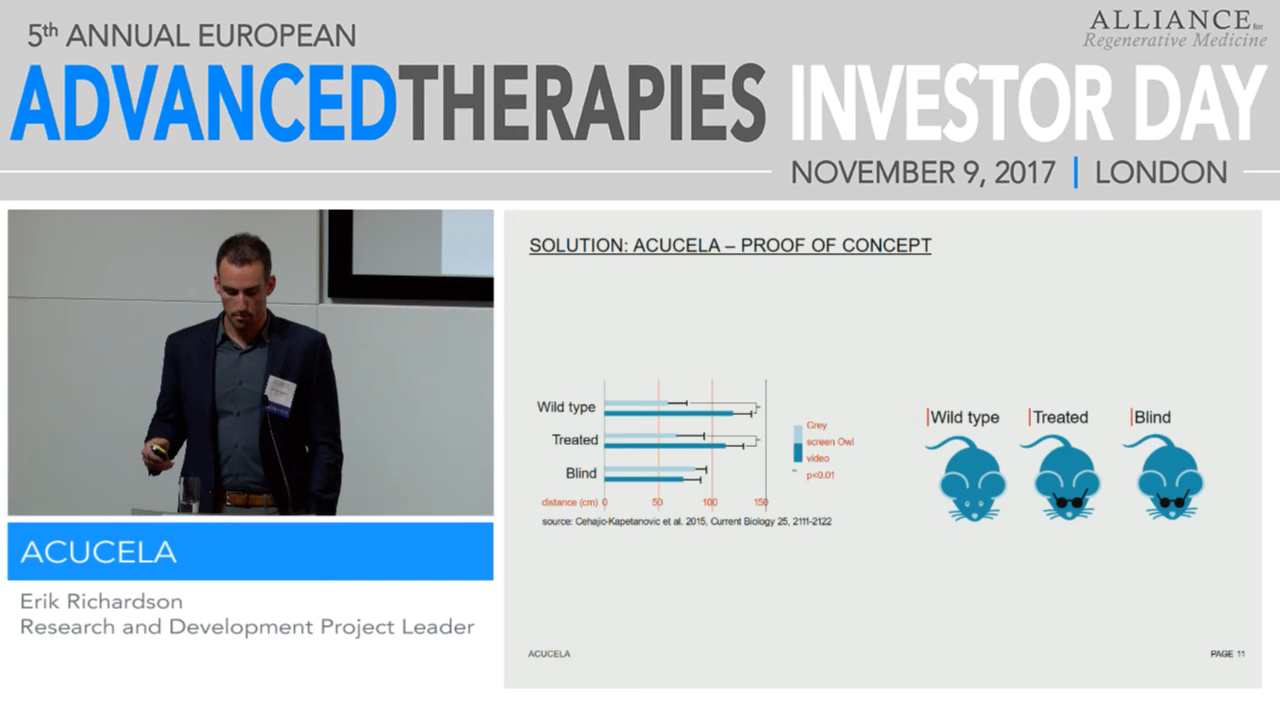 5th ANNUAL EUROPEAN
ALLIANCE for
Regenerative Medicine
ADVANCEDTHERAPIES INVESTOR DAY
NOVEMBER 9, 2017 | LONDON
SOLUTION: ACUCELA – PROOF OF CONCEPT
Wild type
Treated
Blind
distance (cm) 0 50 100 150
Grey
screen Owl
video
p<0.01
source: Cehajio-Kapetanovic et al. 2015, Current Biology 25, 2111-2122
Wild type Treated Blind
ACUCELA PAGE 11
ACUCELA
Erik Richardson
Research and Development Project Leader